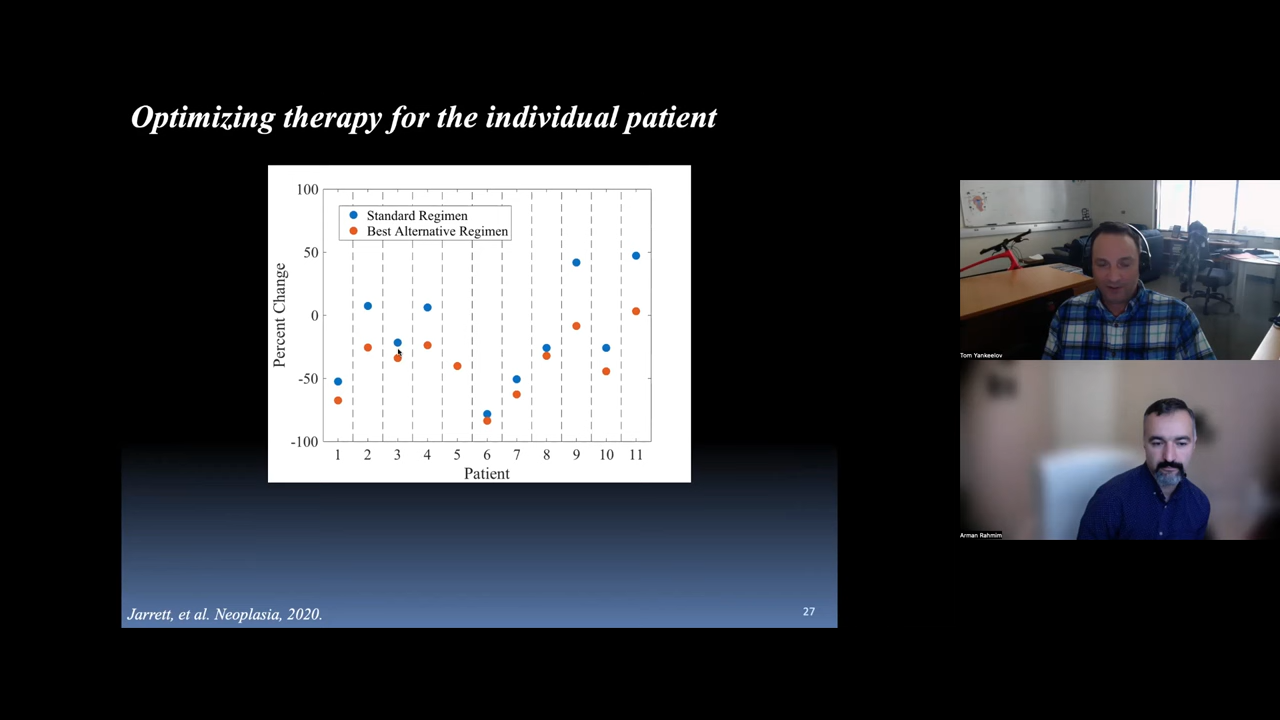 Optimizing therapy for the individual patient
100
50
0
-50
-100
Percent Change
Standard Regimen
Best Alternative Regimen
1 2 3 4 5 6 7 8 9 10 11
Patient
Jarrett, et al. Neoplasia, 2020.
27
Tom Yankeelov
Arman Rahmim